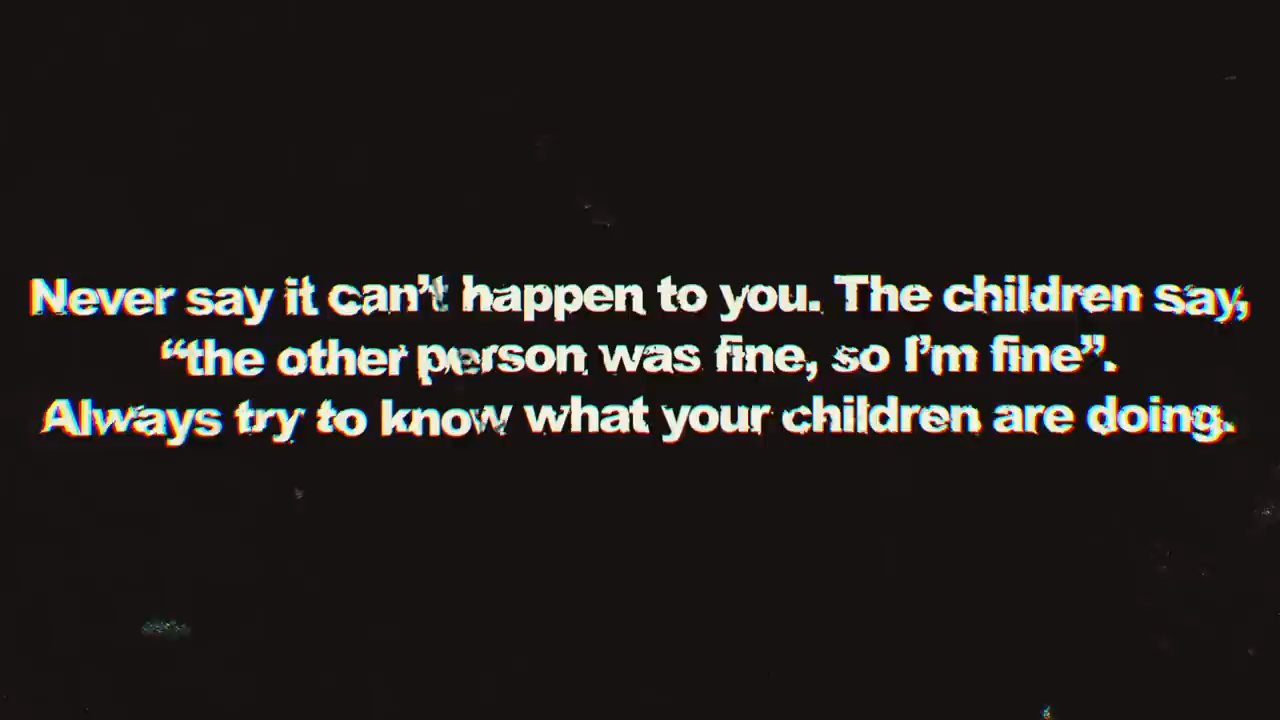 Never say it can’t happen to you. The children say,
“the other person was fine, so I’m fine”.
Always try to know what your children are doing.